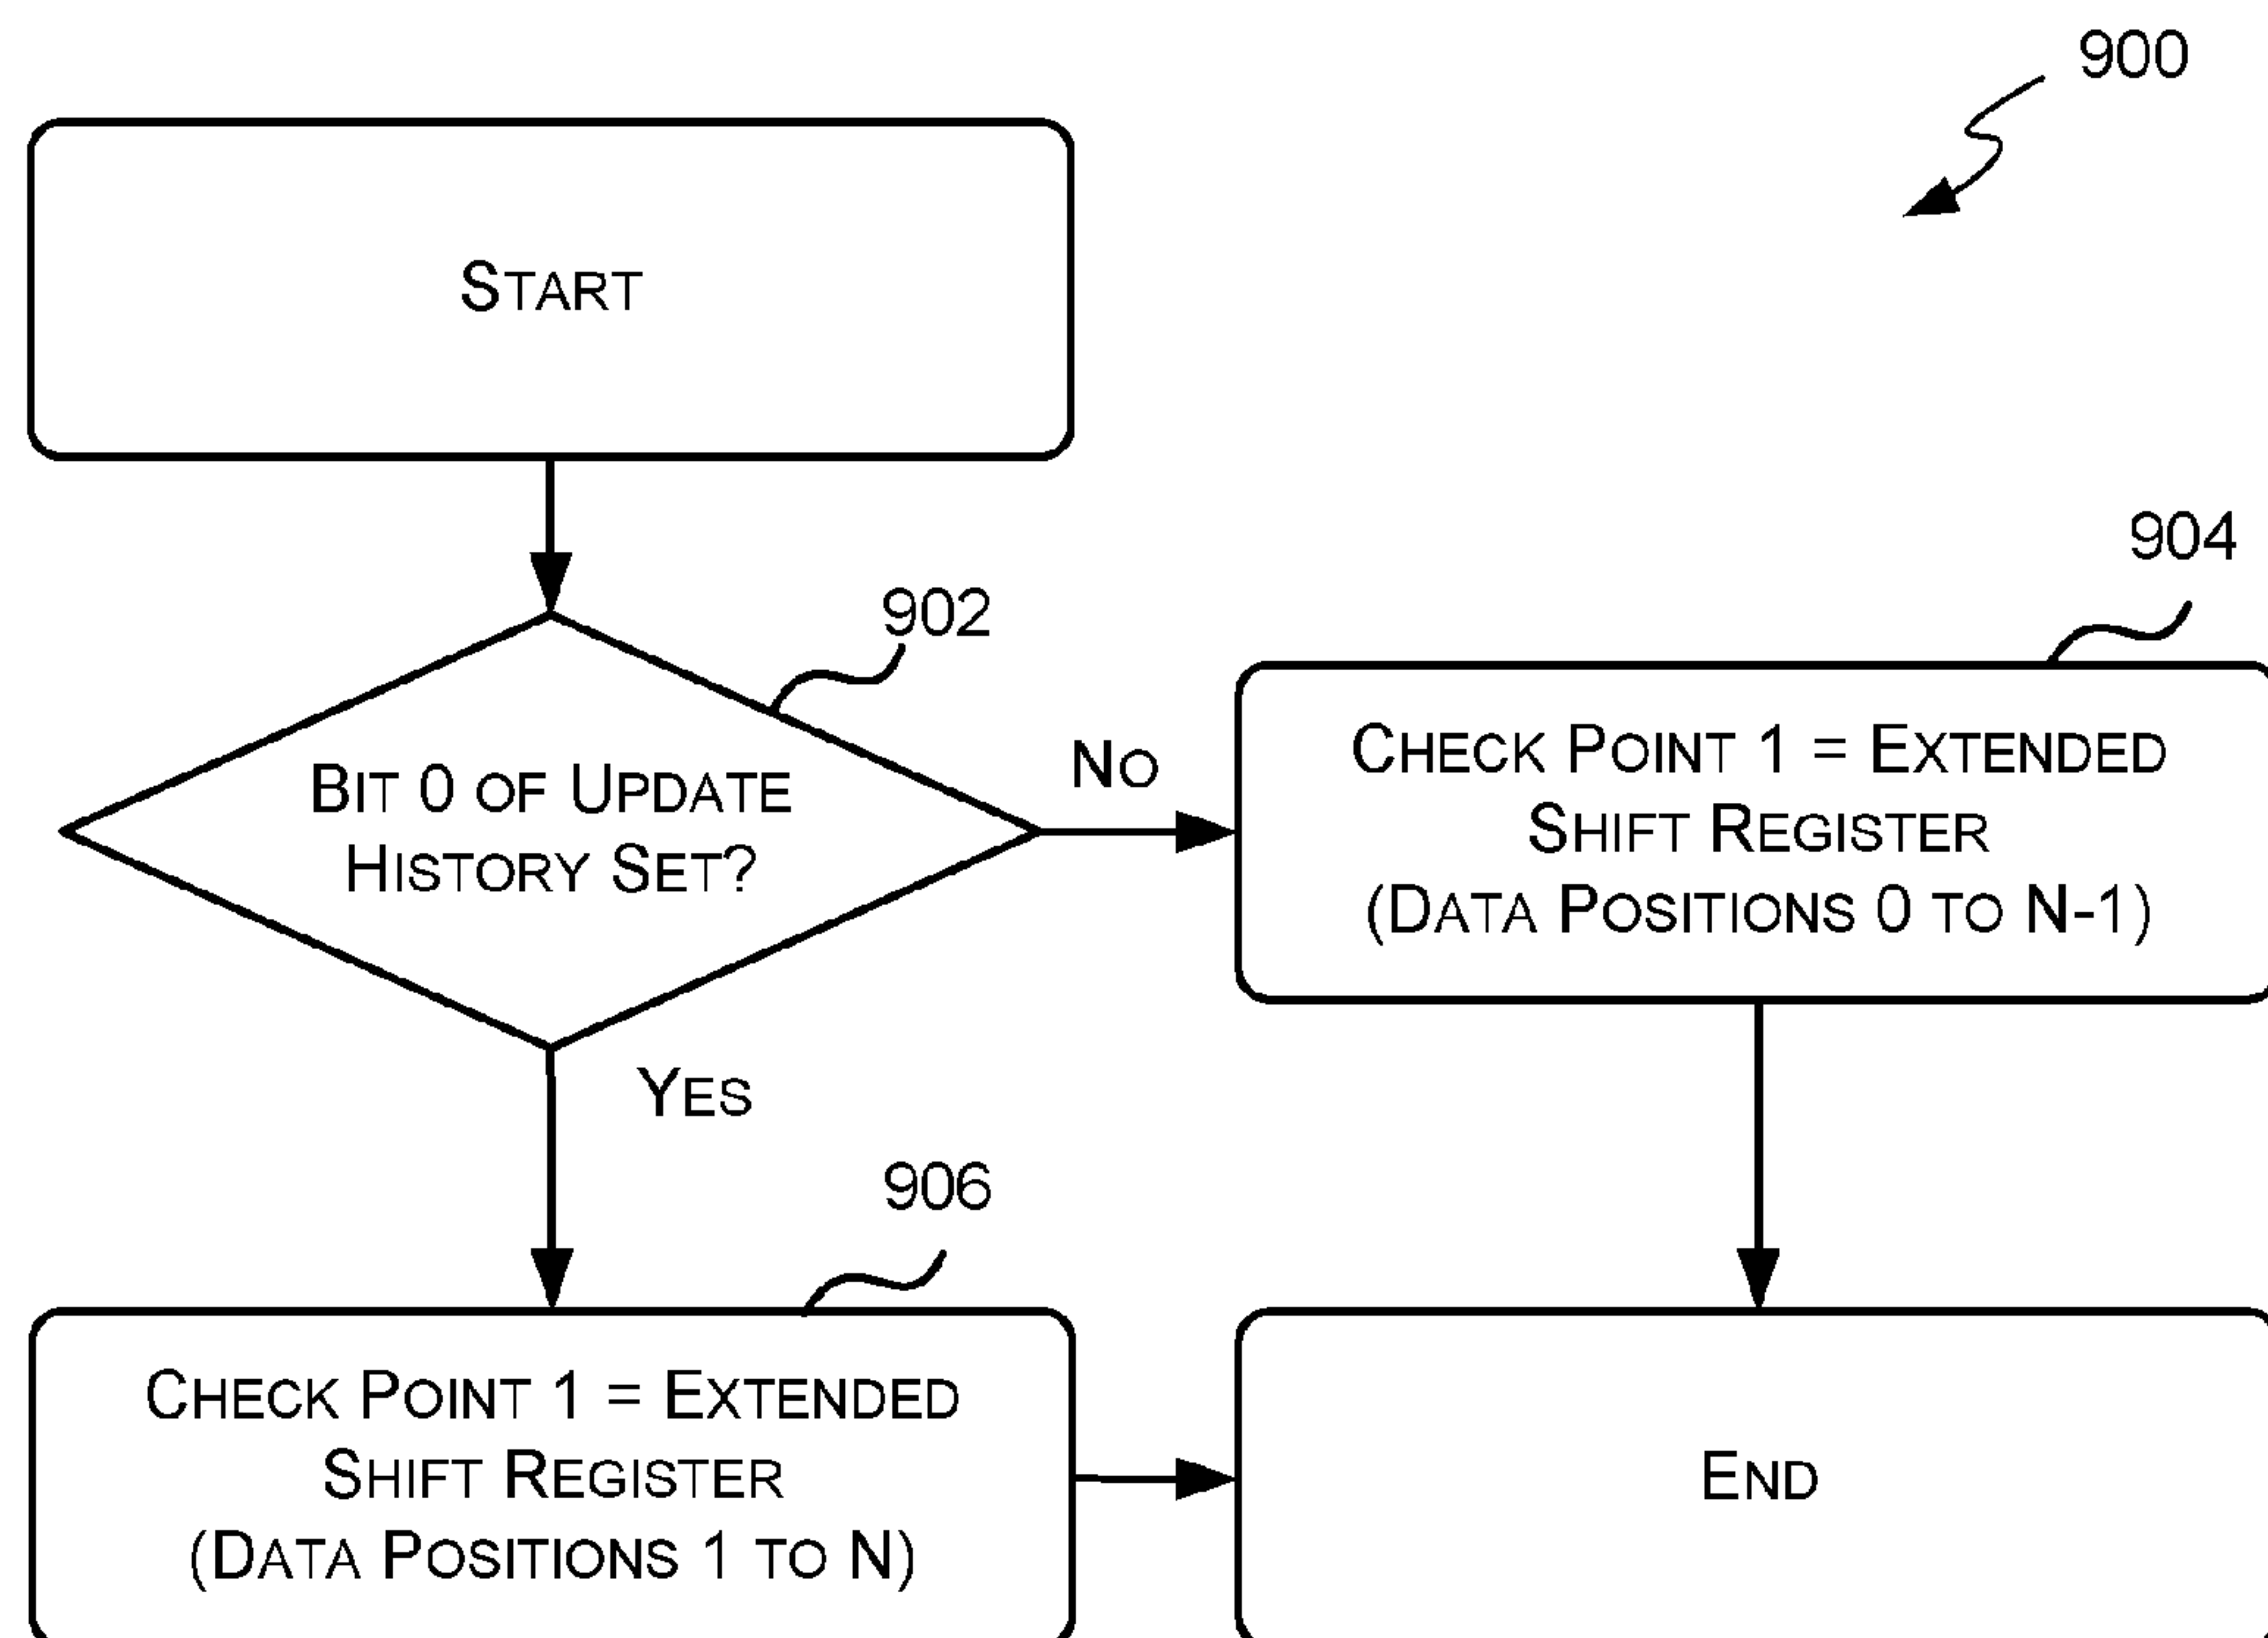 900
START
902
BIT 0 OF UPDATE
HISTORY SET?
NO
904
CHECK POINT 1 = EXTENDED
SHIFT REGISTER
(DATA POSITIONS 0 TO N-1)
YES
906
CHECK POINT 1 = EXTENDED
SHIFT REGISTER
(DATA POSITIONS 1 TO N)
END